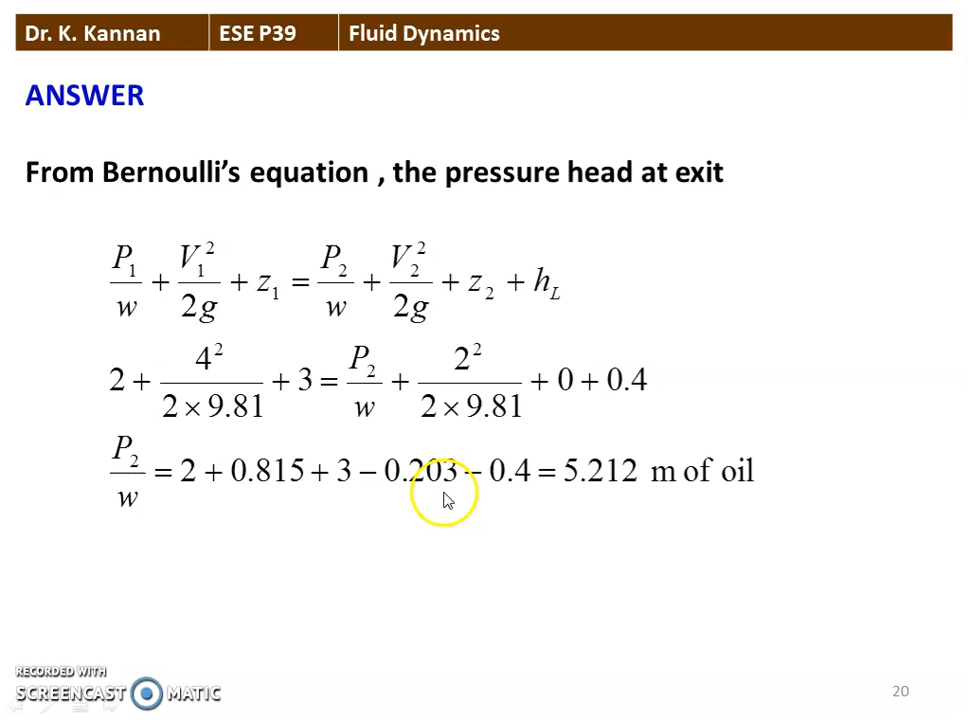 Dr. K. Kannan ESE P39 Fluid Dynamics
ANSWER
From Bernoulli's equation , the pressure head at exit
P₁/w + V₁²/2g + z₁ = P₂/w + V₂²/2g + z₂ + h_L
2 + 4²/(2 × 9.81) + 3 = P₂/w + 2²/(2 × 9.81) + 0 + 0.4
P₂/w = 2 + 0.815 + 3 − 0.203 − 0.4 = 5.212 m of oil
RECORDED WITH
SCREENCAST MATIC
20